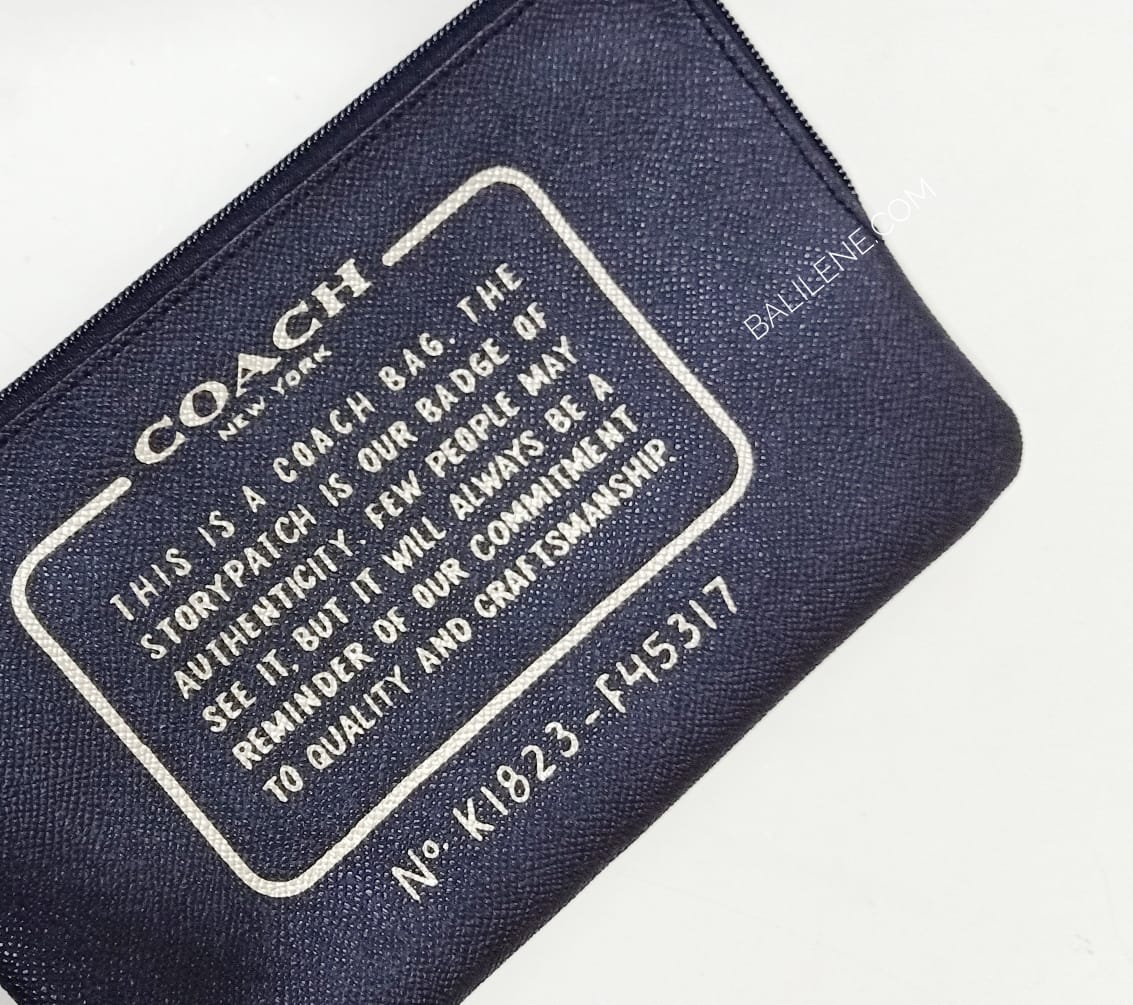 COACH
NEW YORK
THIS IS A COACH BAG. THE
STORYPATCH IS OUR BADGE OF
AUTHENTICITY. FEW PEOPLE MAY
SEE IT, BUT IT WILL ALWAYS BE A
REMINDER OF OUR COMMITMENT
TO QUALITY AND CRAFTSMANSHIP.
No. K1823-F45317
BALILENE.COM